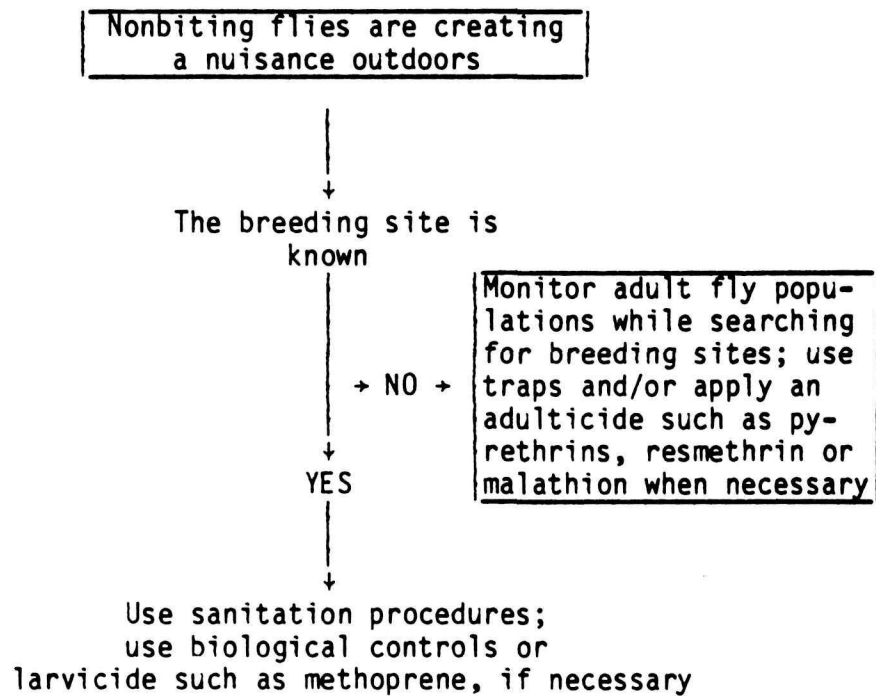 Nonbiting flies are creating
a nuisance outdoors
The breeding site is
known
→ NO →
Monitor adult fly popu-
lations while searching
for breeding sites; use
traps and/or apply an
adulticide such as py-
rethrins, resmethrin or
malathion when necessary
YES
Use sanitation procedures;
use biological controls or
larvicide such as methoprene, if necessary